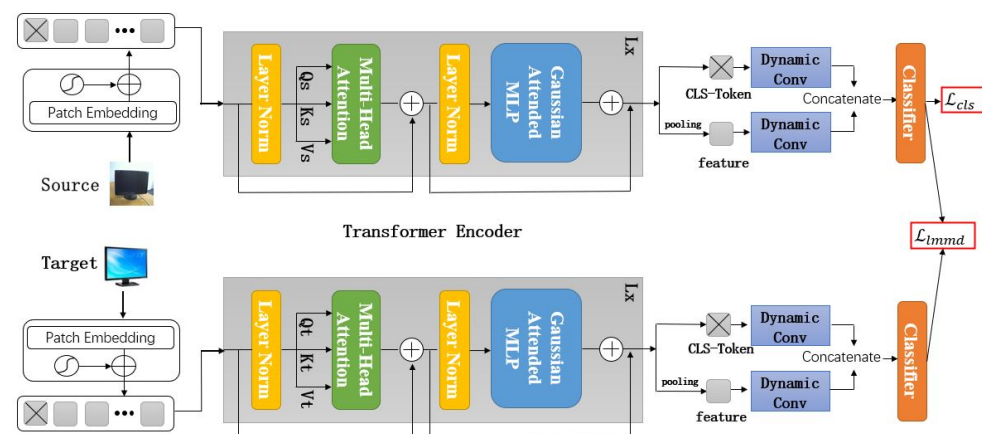 •••
Patch Embedding
Source
Layer Norm
Qs
Ks
Vs
Multi-Head
Attention
Layer Norm
Gaussian
Attended
MLP
Lx
CLS-Token
Dynamic
Conv
pooling
feature
Dynamic
Conv
Concatenate
Classifier
ℒcls
Transformer Encoder
ℒlmmd
Target
Patch Embedding
•••
Layer Norm
Qt
Kt
Vt
Multi-Head
Attention
Layer Norm
Gaussian
Attended
MLP
Lx
CLS-Token
Dynamic
Conv
pooling
feature
Dynamic
Conv
Concatenate
Classifier